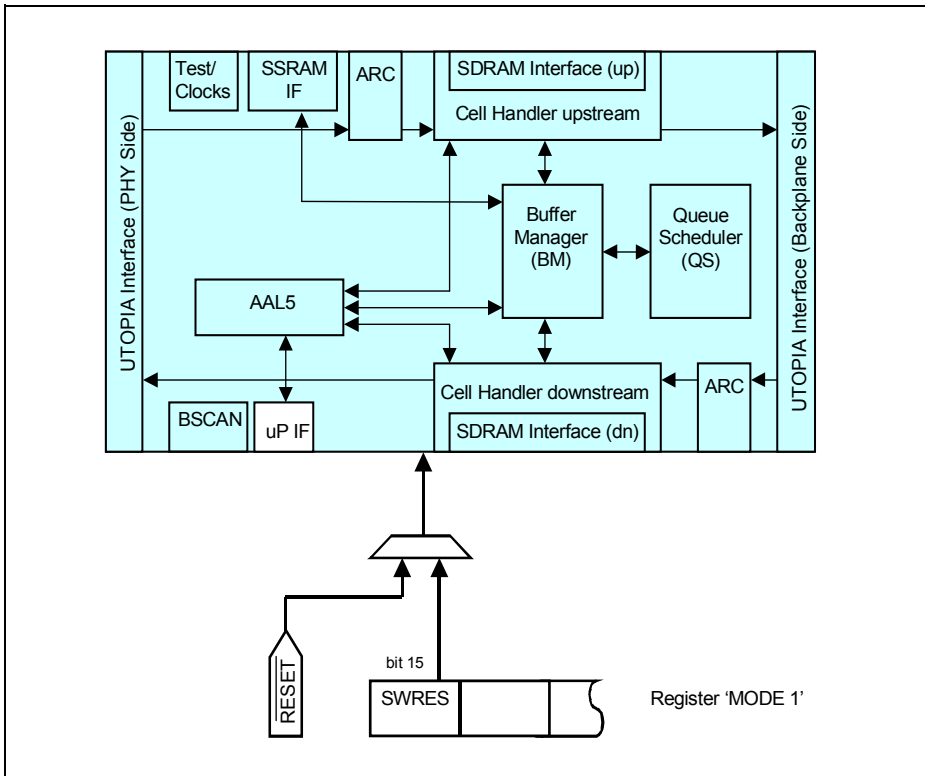 Test/
Clocks
SSRAM
IF
ARC
SDRAM Interface (up)
Cell Handler upstream
UTOPIA Interface (PHY Side)
UTOPIA Interface (Backplane Side)
Buffer
Manager
(BM)
Queue
Scheduler
(QS)
AAL5
BSCAN
uP IF
Cell Handler downstream
SDRAM Interface (dn)
ARC
RESET
bit 15
SWRES
Register ‘MODE 1’